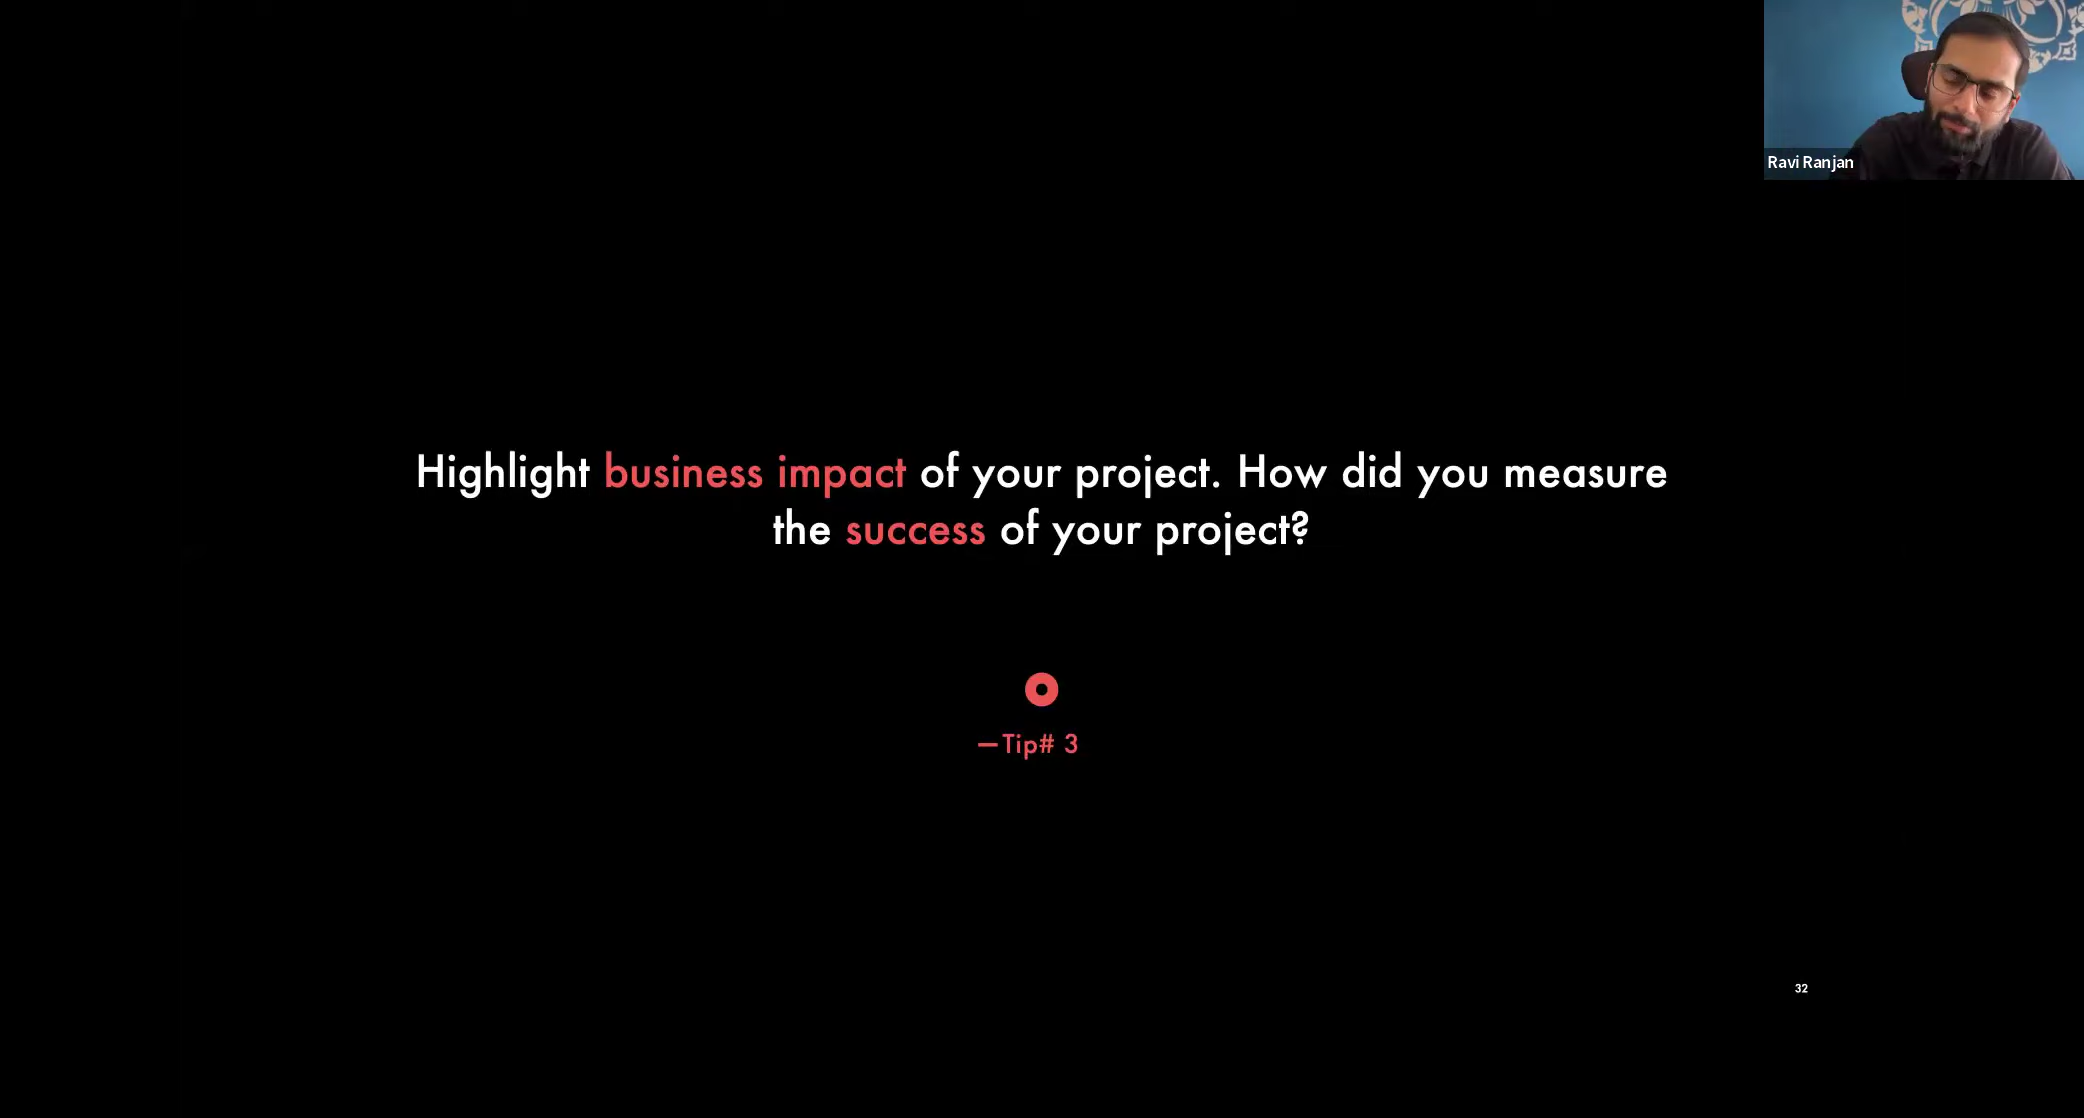 Ravi Ranjan
Highlight business impact of your project. How did you measure
the success of your project?
—Tip# 3
32